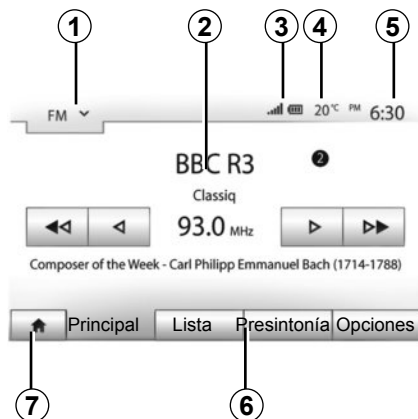 1 2 3 4 5
FM 20°C PM 6:30
BBC R3 2
Classiq
93.0 MHz
Composer of the Week - Carl Philipp Emmanuel Bach (1714-1788)
Principal Lista Presintonía Opciones
7 6